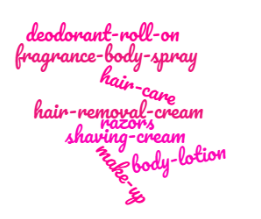 deodorant-roll-on
fragrance-body-spray
hair-care
hair-removal-cream
razors
shaving-cream
make-up
body-lotion